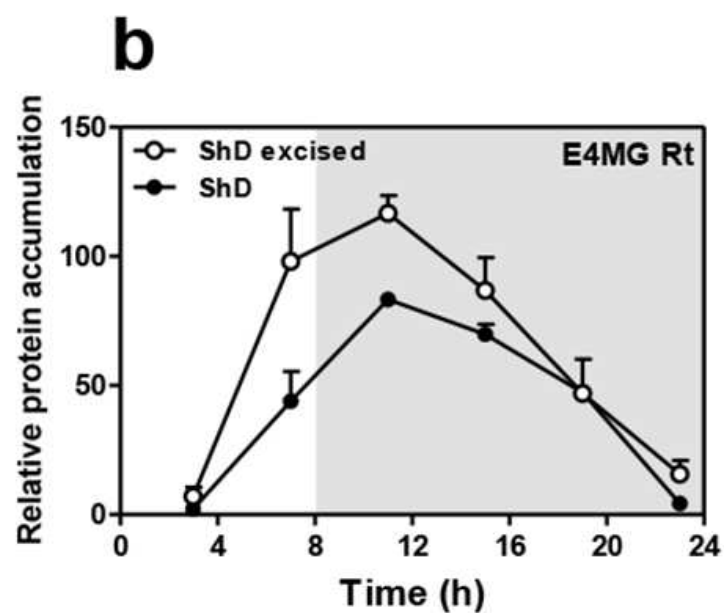 b
Relative protein accumulation
150
100
50
0
ShD excised
ShD
E4MG Rt
0 4 8 12 16 20 24
Time (h)